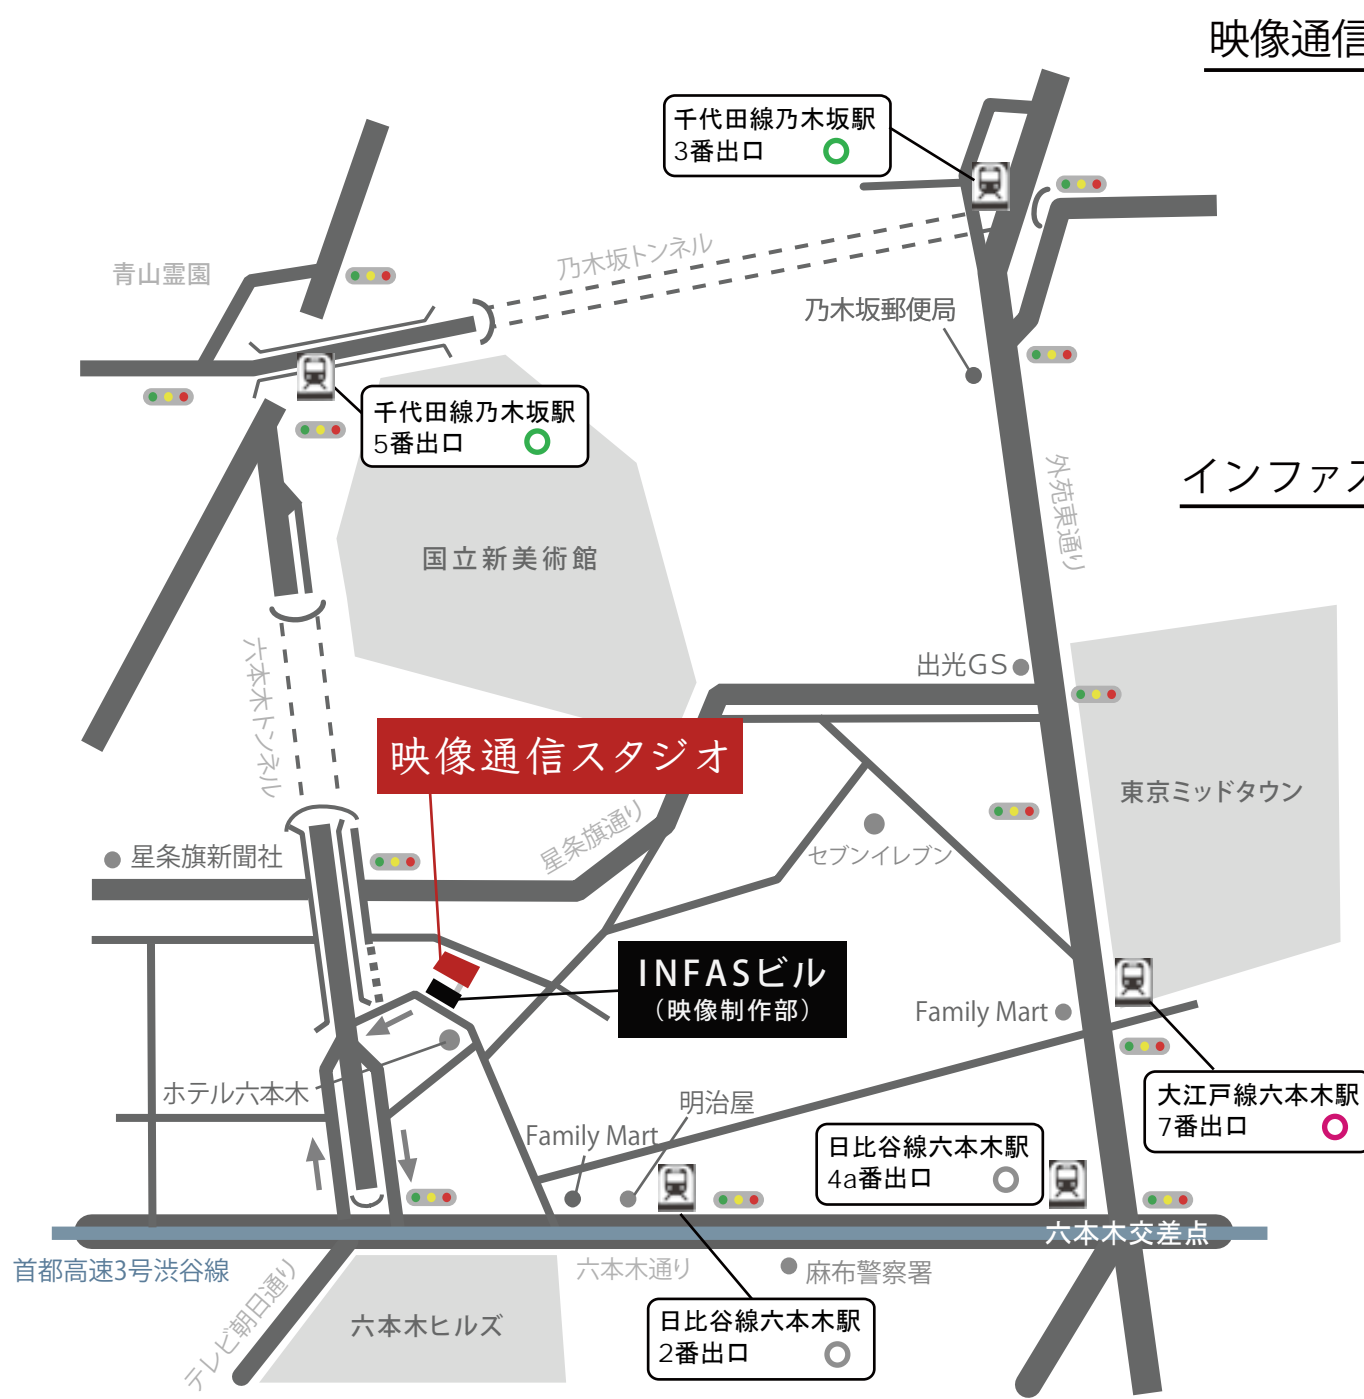 映像通信
千代田線乃木坂駅
3番出口
乃木坂トンネル
青山霊園
乃木坂郵便局
千代田線乃木坂駅
5番出口
外苑東通り
インファス
国立新美術館
六本木トンネル
出光GS
映像通信スタジオ
東京ミッドタウン
星条旗通り
セブンイレブン
星条旗新聞社
INFASビル
(映像制作部)
Family Mart
ホテル六本木
明治屋
大江戸線六本木駅
7番出口
Family Mart
日比谷線六本木駅
4a番出口
六本木交差点
首都高速3号渋谷線
テレビ朝日通り
六本木通り
麻布警察署
六本木ヒルズ
日比谷線六本木駅
2番出口